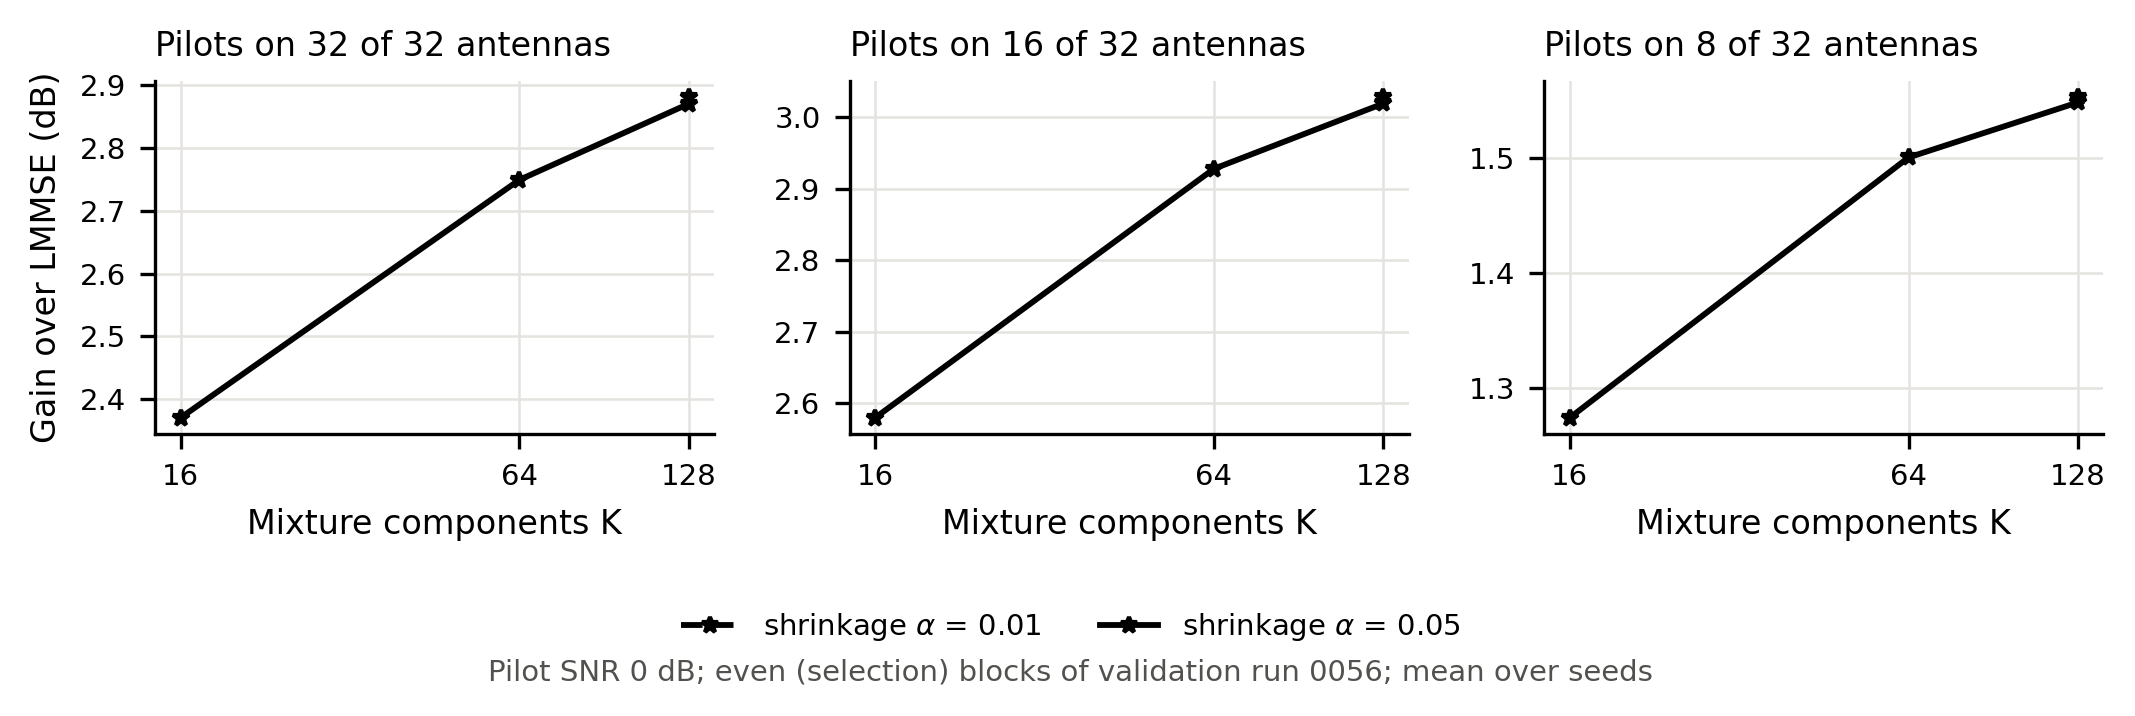 Pilots on 32 of 32 antennas
Pilots on 16 of 32 antennas
Pilots on 8 of 32 antennas
Gain over LMMSE (dB)
2.9
2.8
2.7
2.6
2.5
2.4
16 64 128
Mixture components K
3.0
2.9
2.8
2.7
2.6
16 64 128
Mixture components K
1.5
1.4
1.3
16 64 128
Mixture components K
shrinkage α = 0.01
shrinkage α = 0.05
Pilot SNR 0 dB; even (selection) blocks of validation run 0056; mean over seeds